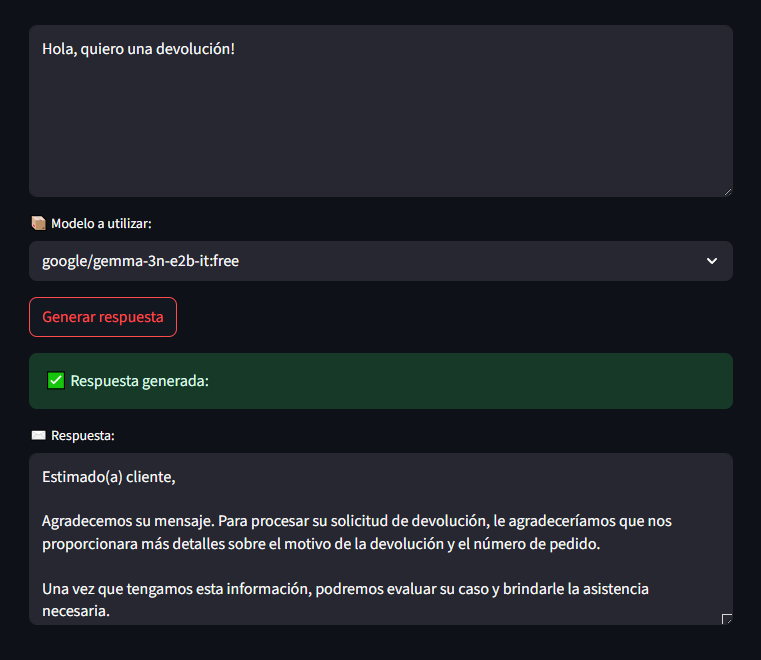 Hola, quiero una devolución!
📦 Modelo a utilizar:
google/gemma-3n-e2b-it:free
Generar respuesta
✅ Respuesta generada:
✉️ Respuesta:
Estimado(a) cliente,
Agradecemos su mensaje. Para procesar su solicitud de devolución, le agradeceríamos que nos
proporcionara más detalles sobre el motivo de la devolución y el número de pedido.
Una vez que tengamos esta información, podremos evaluar su caso y brindarle la asistencia
necesaria.